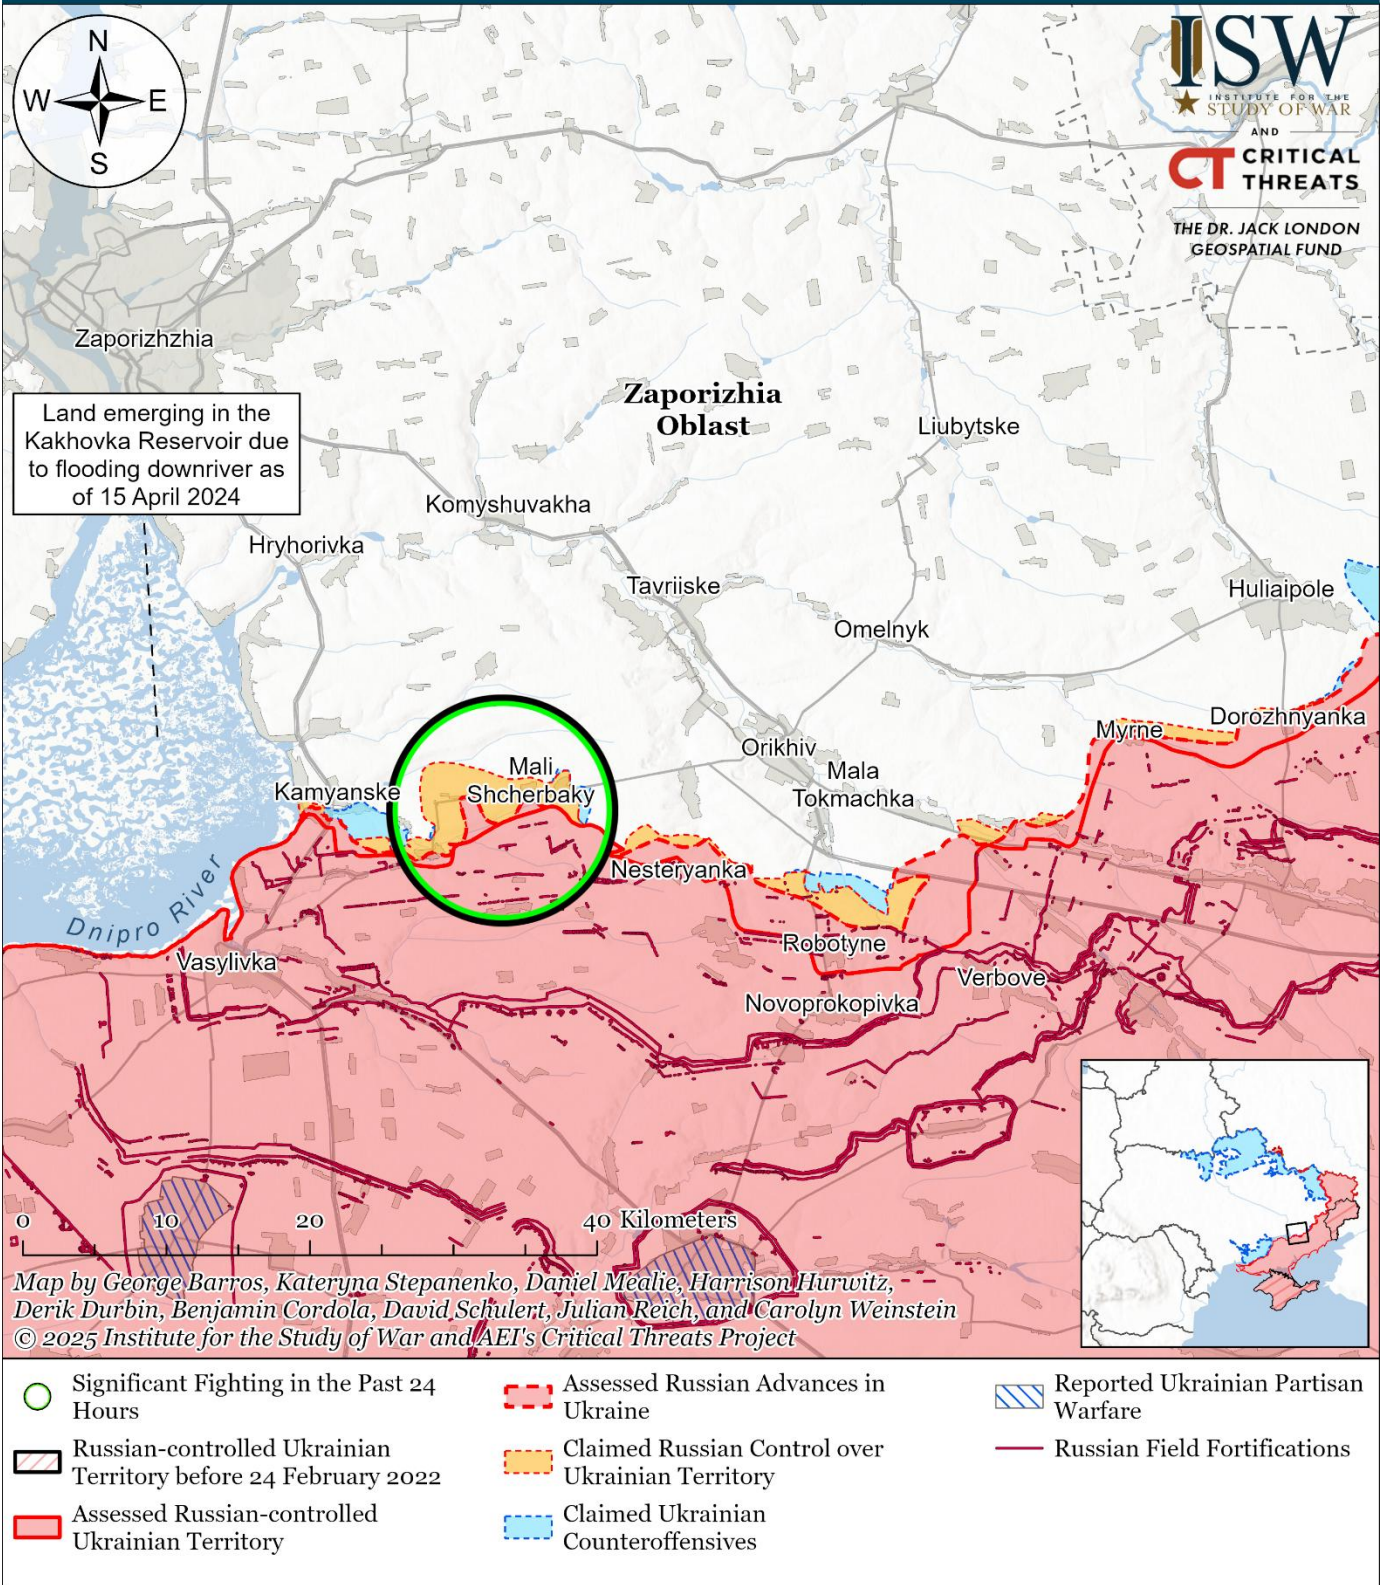 N
W
E
S
ISW
INSTITUTE FOR THE
STUDY OF WAR
AND
CT CRITICAL
THREATS
THE DR. JACK LONDON
GEOSPATIAL FUND
Zaporizhzhia
Land emerging in the
Kakhovka Reservoir due
to flooding downriver as
of 15 April 2024
Zaporizhia
Oblast
Liubytske
Komyshuvakha
Hryhorivka
Tavriiske
Huliaipole
Omelnyk
Dorozhnyanka
Myrne
Orikhiv
Mali
Shcherbaky
Mala
Tokmachka
Kamyanske
Nesteryanka
Dnipro River
Robotyne
Vasylivka
Verbove
Novoprokopivka
0 10 20 40 Kilometers
Map by George Barros, Kateryna Stepanenko, Daniel Mealie, Harrison Hurwitz,
Derik Durbin, Benjamin Cordola, David Schulert, Julian Reich, and Carolyn Weinstein
© 2025 Institute for the Study of War and AEI's Critical Threats Project
Significant Fighting in the Past 24
Hours
Russian-controlled Ukrainian
Territory before 24 February 2022
Assessed Russian-controlled
Ukrainian Territory
Assessed Russian Advances in
Ukraine
Claimed Russian Control over
Ukrainian Territory
Claimed Ukrainian
Counteroffensives
Reported Ukrainian Partisan
Warfare
Russian Field Fortifications